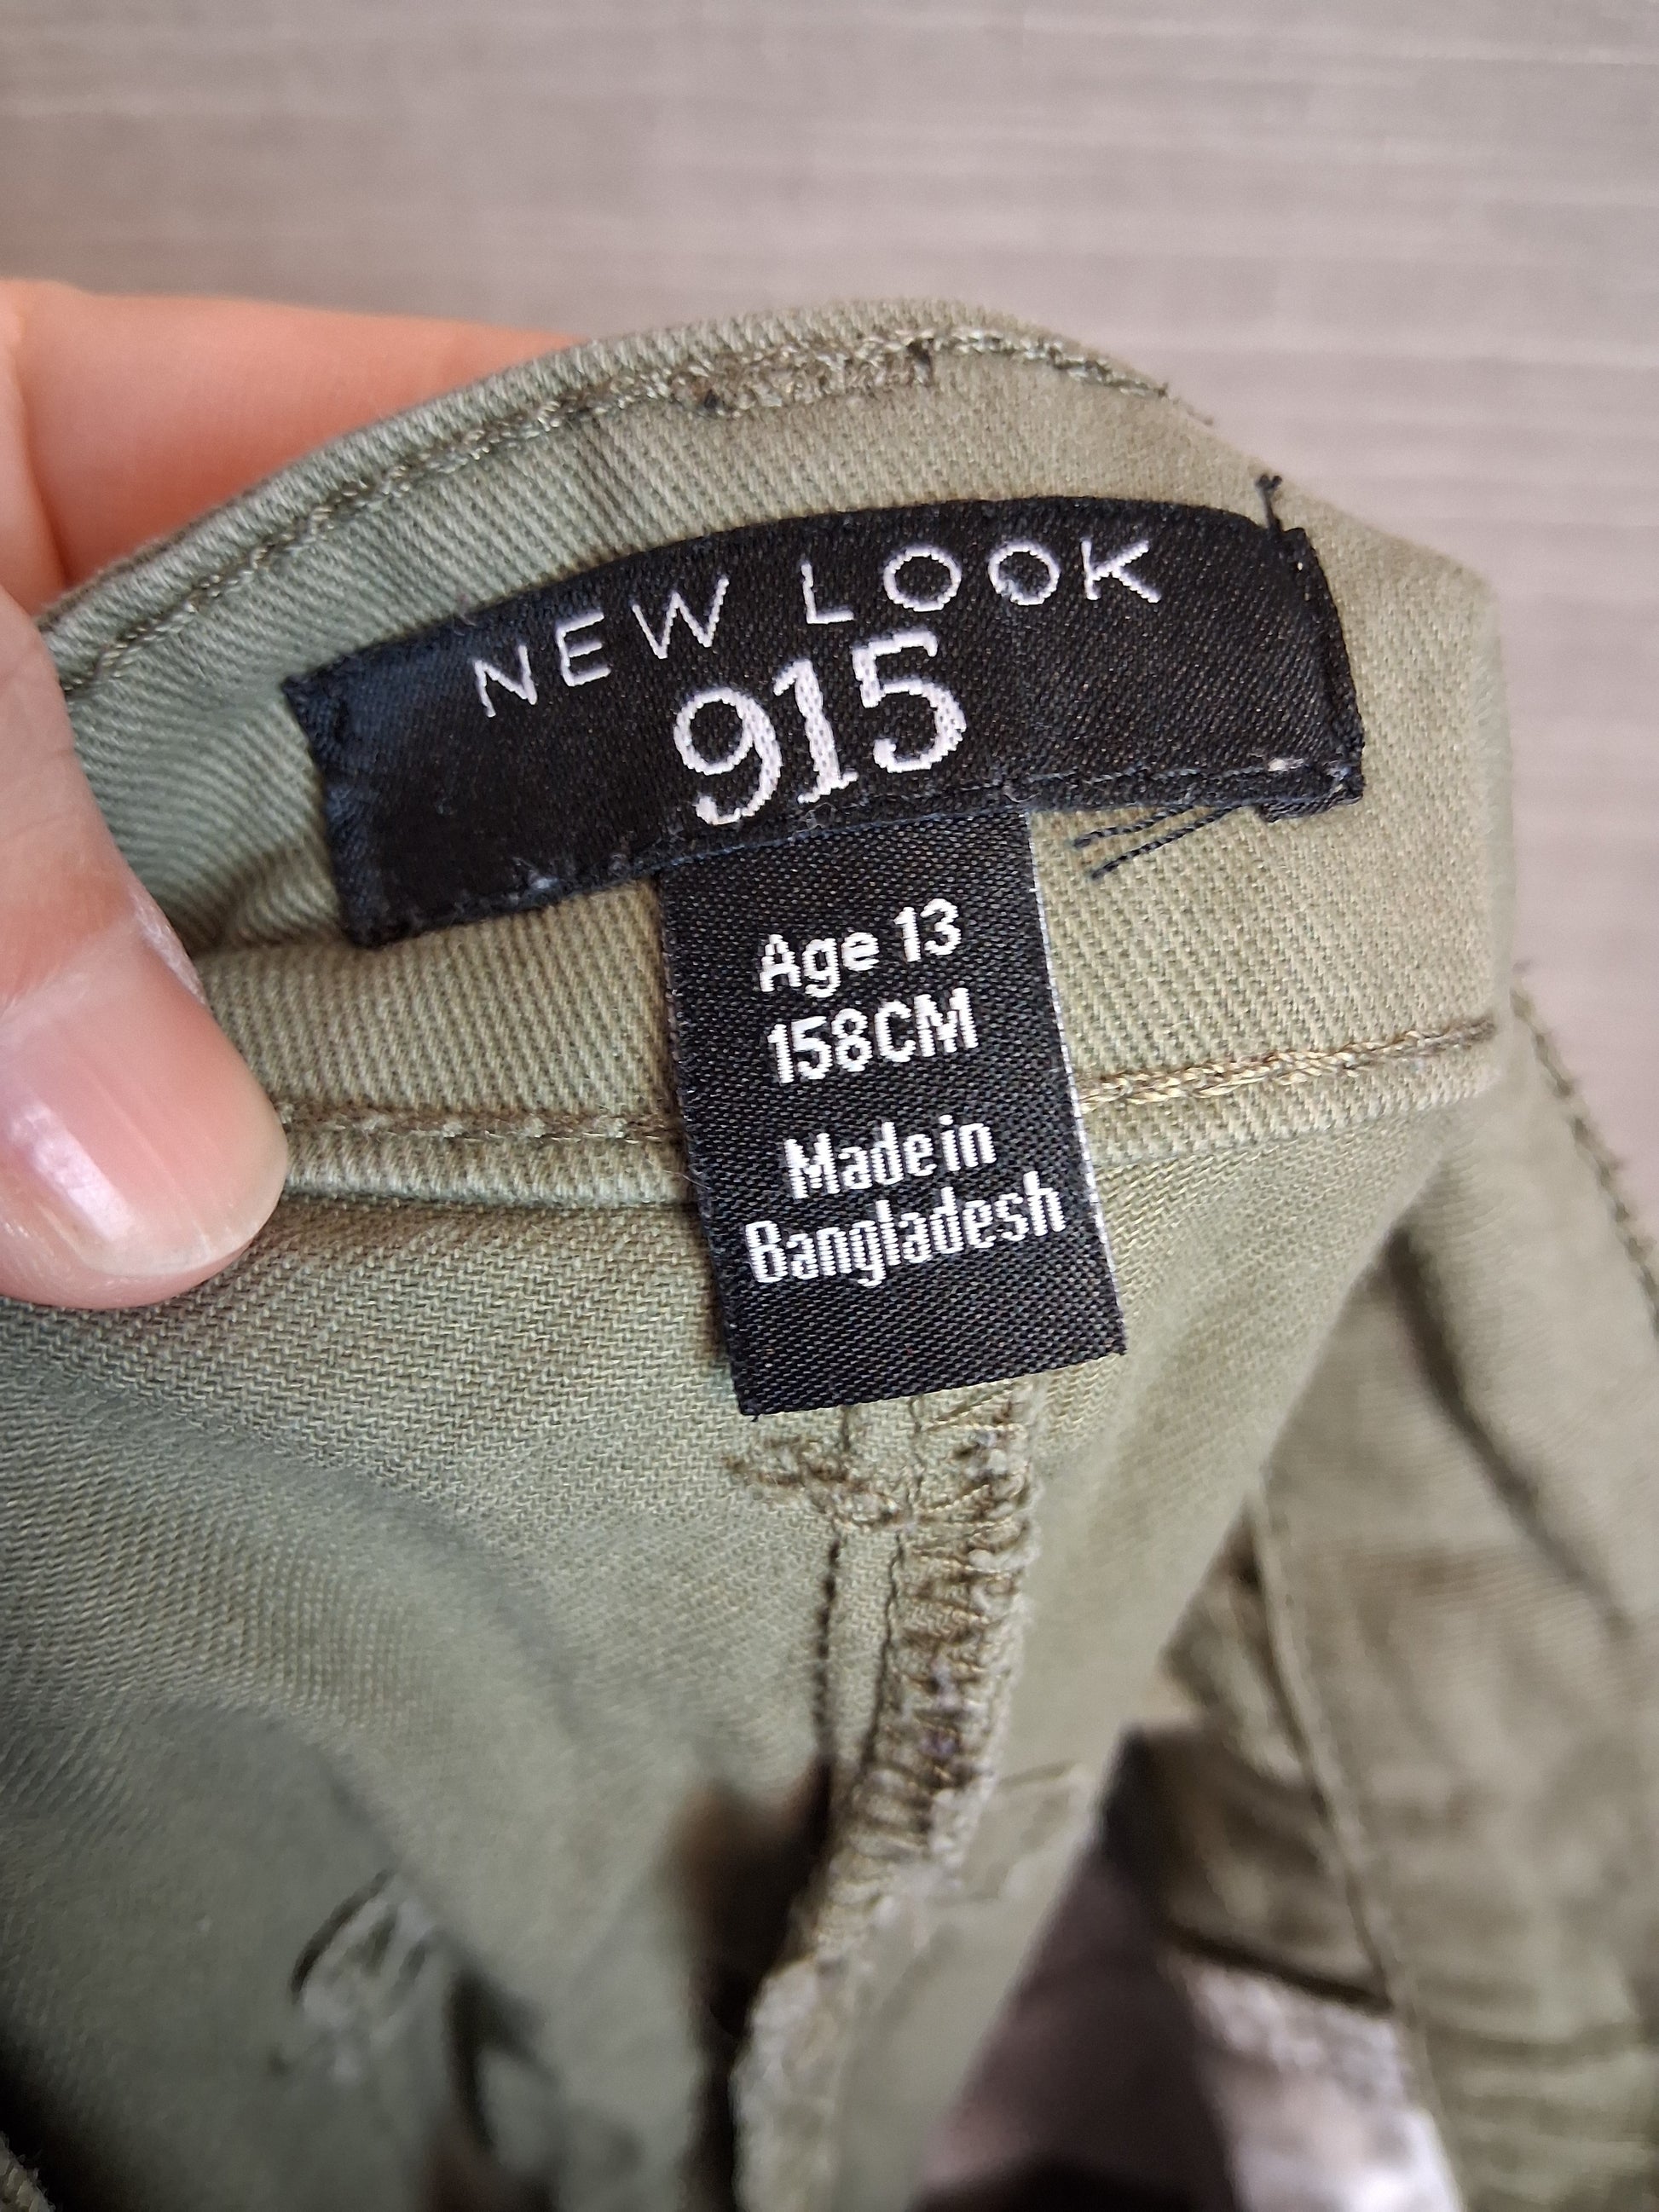 NEW LOOK
915
Age 13
158CM
Made in
Bangladesh